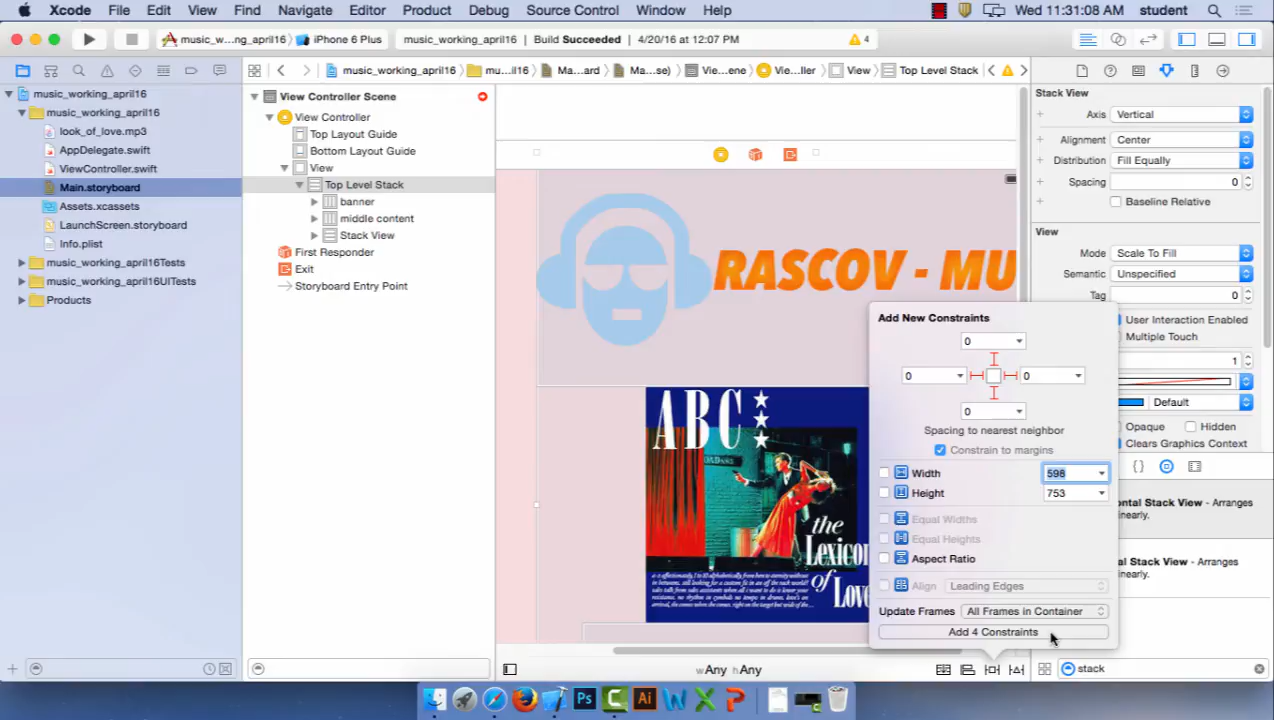 Xcode File Edit View Find Navigate Editor Product Debug Source Control Window Help Wed 11:31:08 AM student
music_w...ng_april16 iPhone 6 Plus music_working_april16 Build Succeeded 4/20/16 at 12:07 PM 4
music_working_april16 mu...il16 Ma...ard Ma...se) Vie...ene Vie...ller View Top Level Stack
music_working_april16
music_working_april16
look_of_love.mp3
AppDelegate.swift
ViewController.swift
Main.storyboard
Assets.xcassets
LaunchScreen.storyboard
Info.plist
music_working_april16Tests
music_working_april16UITests
Products
View Controller Scene
View Controller
Top Layout Guide
Bottom Layout Guide
View
Top Level Stack
banner
middle content
Stack View
First Responder
Exit
Storyboard Entry Point
RASCOV - MU
ABC
the
Lexicon
of
Love
wAny hAny
Add New Constraints
0
0 0
0
Spacing to nearest neighbor
Constrain to margins
Width 598
Height 753
Equal Widths
Equal Heights
Aspect Ratio
Align Leading Edges
Update Frames All Frames in Container
Add 4 Constraints
Stack View
Axis Vertical
Alignment Center
Distribution Fill Equally
Spacing 0
Baseline Relative
View
Mode Scale To Fill
Semantic Unspecified
Tag 0
User Interaction Enabled
Multiple Touch
1
Default
Opaque Hidden
Clears Graphics Context
ontal Stack View - Arranges
inearly.
al Stack View - Arranges
inearly.
stack
Ps Ai W X P